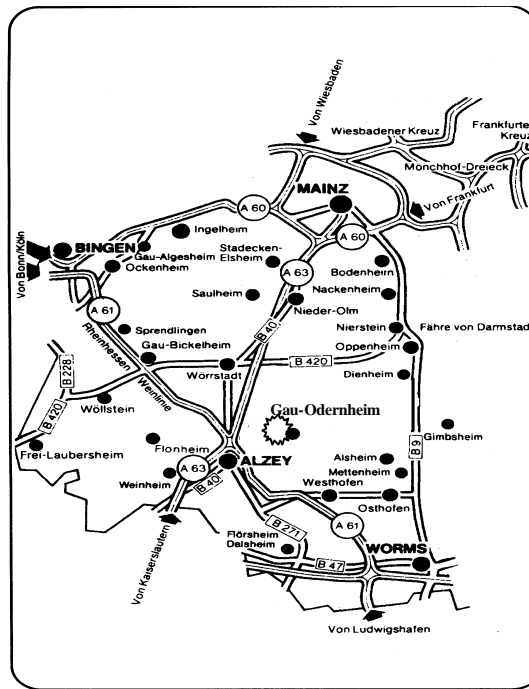 Von Wiesbaden
Wiesbadener Kreuz
Frankfurter
Kreuz
Mönchhof-Dreieck
MAINZ
Von Frankfurt
A 60
A 60
Ingelheim
BINGEN
Von Bonn/Köln
Gau-Algesheim
Ockenheim
Stadecken-
Elsheim
A 63
Bodenheim
Saulheim
Nackenheim
Nieder-Olm
A 61
Rheinhessen
Weinlinie
Sprendlingen
B 40
Nierstein
Fähre von Darmstad
Oppenheim
Gau-Bickelheim
B 420
B 228
Wörrstadt
Dienheim
Wöllstein
B 420
Gau-Odernheim
Gimbsheim
Frei-Laubersheim
Flonheim
B 9
ALZEY
A 63
B 40
Alsheim
Mettenheim
Weinheim
Westhofen
Osthofen
Von Kaiserslautern
B 271
A 61
Flörsheim
Dalsheim
WORMS
B 47
Von Ludwigshafen